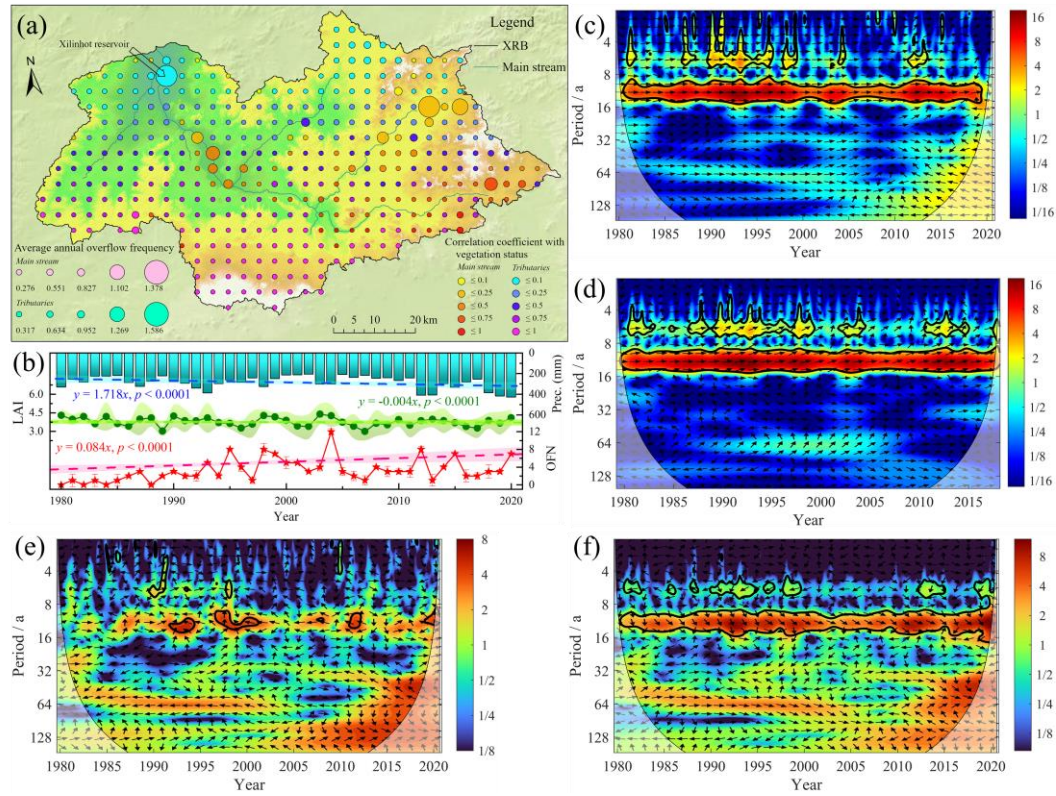 (a)
Xilinhot reservoir
N
Legend
XRB
Main stream
Average annual overflow frequency
Main stream
0.276 0.551 0.827 1.102 1.378
Tributaries
0.317 0.634 0.952 1.269 1.586
Correlation coefficient with
vegetation status
Main stream Tributaries
≤ 0.1 ≤ 0.1
≤ 0.25 ≤ 0.25
≤ 0.5 ≤ 0.5
≤ 0.75 ≤ 0.75
≤ 1 ≤ 1
0 5 10 20 km
(b)
LAI
6.0
4.5
3.0
y = 1.718x, p < 0.0001
y = -0.004x, p < 0.0001
y = 0.084x, p < 0.0001
0
200
400
600
Prec. (mm)
12
8
4
0
OFN
1980 1990 2000 2010 2020
Year
(c)
Period / a
4
8
16
32
64
128
1980 1985 1990 1995 2000 2005 2010 2015 2020
Year
16
8
4
2
1
1/2
1/4
1/8
1/16
(d)
Period / a
4
8
16
32
64
128
1980 1985 1990 1995 2000 2005 2010 2015
Year
16
8
4
2
1
1/2
1/4
1/8
1/16
(e)
Period / a
4
8
16
32
64
128
1980 1985 1990 1995 2000 2005 2010 2015 2020
Year
8
4
2
1
1/2
1/4
1/8
(f)
4
8
16
32
64
128
1980 1985 1990 1995 2000 2005 2010 2015 2020
Year
8
4
2
1
1/2
1/4
1/8